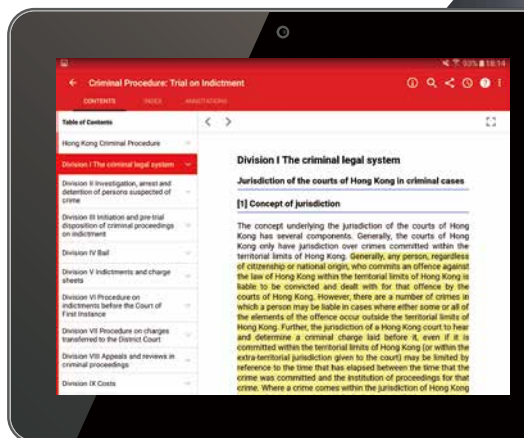 93% 18:14
Criminal Procedure: Trial on Indictment
CONTENTS INDEX ANNOTATIONS
Table of Contents
Hong Kong Criminal Procedure
Division I The criminal legal system
Division II Investigation, arrest and
detention of persons suspected of
crime
Division III Initiation and pre-trial
disposition of criminal proceedings
on indictment
Division IV Bail
Division V Indictments and charge
sheets
Division VI Procedure on
indictments before the Court of
First Instance
Division VII Procedure on charges
transferred to the District Court
Division VIII Appeals and reviews in
criminal proceedings
Division IX Costs
Division I The criminal legal system
Jurisdiction of the courts of Hong Kong in criminal cases
[1] Concept of jurisdiction
The concept underlying the jurisdiction of the courts of Hong
Kong has several components. Generally, the courts of Hong
Kong only have jurisdiction over crimes committed within the
territorial limits of Hong Kong. Generally, any person, regardless
of citizenship or national origin, who commits an offence against
the law of Hong Kong within the territorial limits of Hong Kong is
liable to be convicted and dealt with for that offence by the
courts of Hong Kong. However, there are a number of crimes in
which a person may be liable in cases where either some or all of
the elements of the offence occur outside the territorial limits of
Hong Kong. Further, the jurisdiction of a Hong Kong court to hear
and determine a criminal charge laid before it, even if it is
committed within the territorial limits of Hong Kong (or within the
extra-territorial jurisdiction given to the court) may be limited by
reference to the time that has elapsed between the time that the
crime was committed and the institution of proceedings for that
crime. Where a crime comes within the jurisdiction of Hong Kong